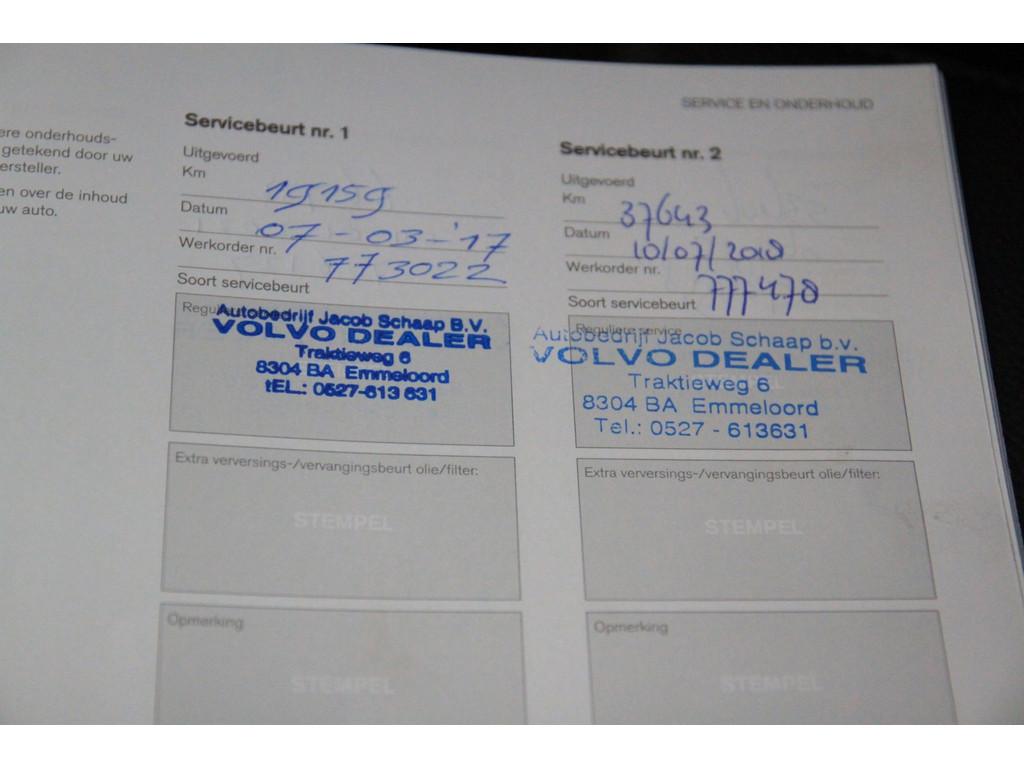 SERVICE EN ONDERHOUD
ere onderhouds-
getekend door uw
ersteller.
en over de inhoud
uw auto.
Servicebeurt nr. 1
Uitgevoerd
Km 19159
Datum 07-03-'17
Werkorder nr. 773022
Soort servicebeurt
Autobedrijf Jacob Schaap B.V.
VOLVO DEALER
Traktieweg 6
8304 BA Emmeloord
tEL.: 0527-613 631
Extra verversings-/vervangingsbeurt olie/filter:
STEMPEL
Opmerking
STEMPEL
Servicebeurt nr. 2
Uitgevoerd
Km 37643
Datum 10/07/2018
Werkorder nr. 777478
Soort servicebeurt
Reguliere service
Autobedrijf Jacob Schaap b.v.
VOLVO DEALER
Traktieweg 6
8304 BA Emmeloord
Tel.: 0527 - 613631
Extra verversings-/vervangingsbeurt olie/filter:
STEMPEL
Opmerking
STEMPEL